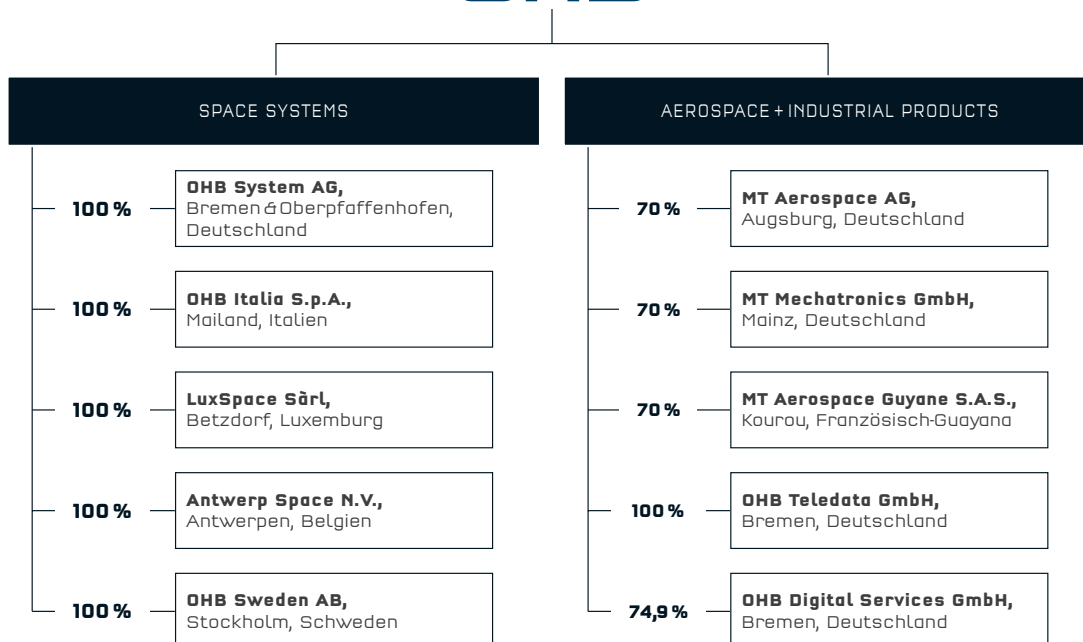 SPACE SYSTEMS
100 %
OHB System AG,
Bremen & Oberpfaffenhofen,
Deutschland
100 %
OHB Italia S.p.A.,
Mailand, Italien
100 %
LuxSpace Sàrl,
Betzdorf, Luxemburg
100 %
Antwerp Space N.V.,
Antwerpen, Belgien
100 %
OHB Sweden AB,
Stockholm, Schweden
AEROSPACE + INDUSTRIAL PRODUCTS
70 %
MT Aerospace AG,
Augsburg, Deutschland
70 %
MT Mechatronics GmbH,
Mainz, Deutschland
70 %
MT Aerospace Guyane S.A.S.,
Kourou, Französisch-Guayana
100 %
OHB Teledata GmbH,
Bremen, Deutschland
74,9 %
OHB Digital Services GmbH,
Bremen, Deutschland